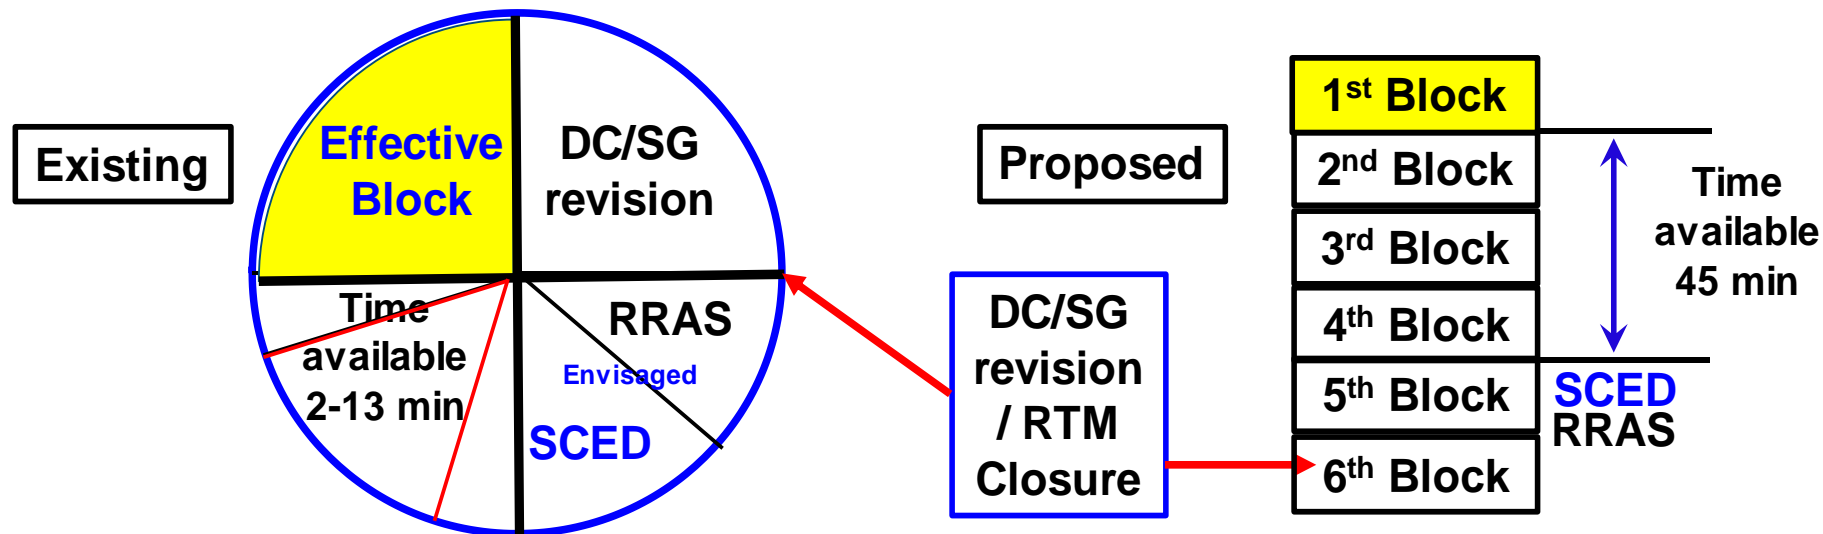 Existing
Effective
Block
DC/SG
revision
RRAS
Envisaged
SCED
Time
available
2-13 min
DC/SG
revision
/ RTM
Closure
Proposed
1st Block
2nd Block
3rd Block
4th Block
5th Block
6th Block
Time
available
45 min
SCED
RRAS